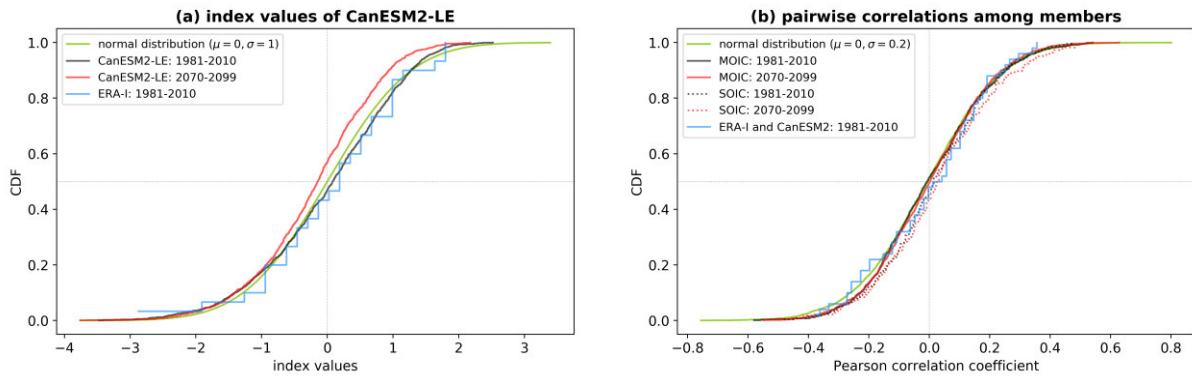 (a) index values of CanESM2-LE
1.0
0.8
0.6
0.4
0.2
0.0
CDF
normal distribution (μ = 0, σ = 1)
CanESM2-LE: 1981-2010
CanESM2-LE: 2070-2099
ERA-I: 1981-2010
−4 −3 −2 −1 0 1 2 3
index values
(b) pairwise correlations among members
1.0
0.8
0.6
0.4
0.2
0.0
CDF
normal distribution (μ = 0, σ = 0.2)
MOIC: 1981-2010
MOIC: 2070-2099
SOIC: 1981-2010
SOIC: 2070-2099
ERA-I and CanESM2: 1981-2010
−0.8 −0.6 −0.4 −0.2 0.0 0.2 0.4 0.6 0.8
Pearson correlation coefficient